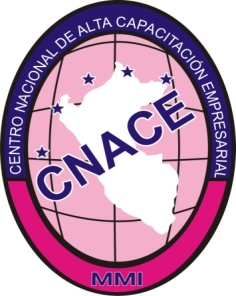 CENTRO NACIONAL DE ALTA CAPACITACIÓN EMPRESARIAL
CNACE
MMI